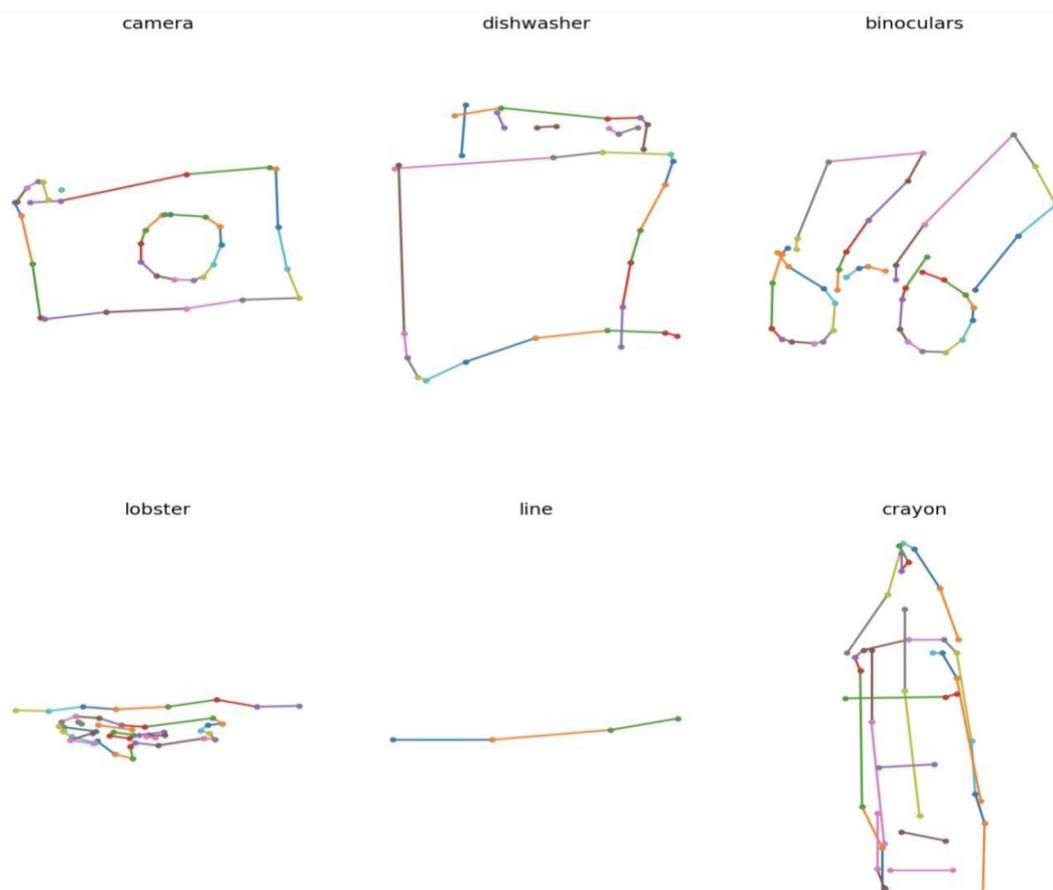 camera
dishwasher
binoculars
lobster
line
crayon